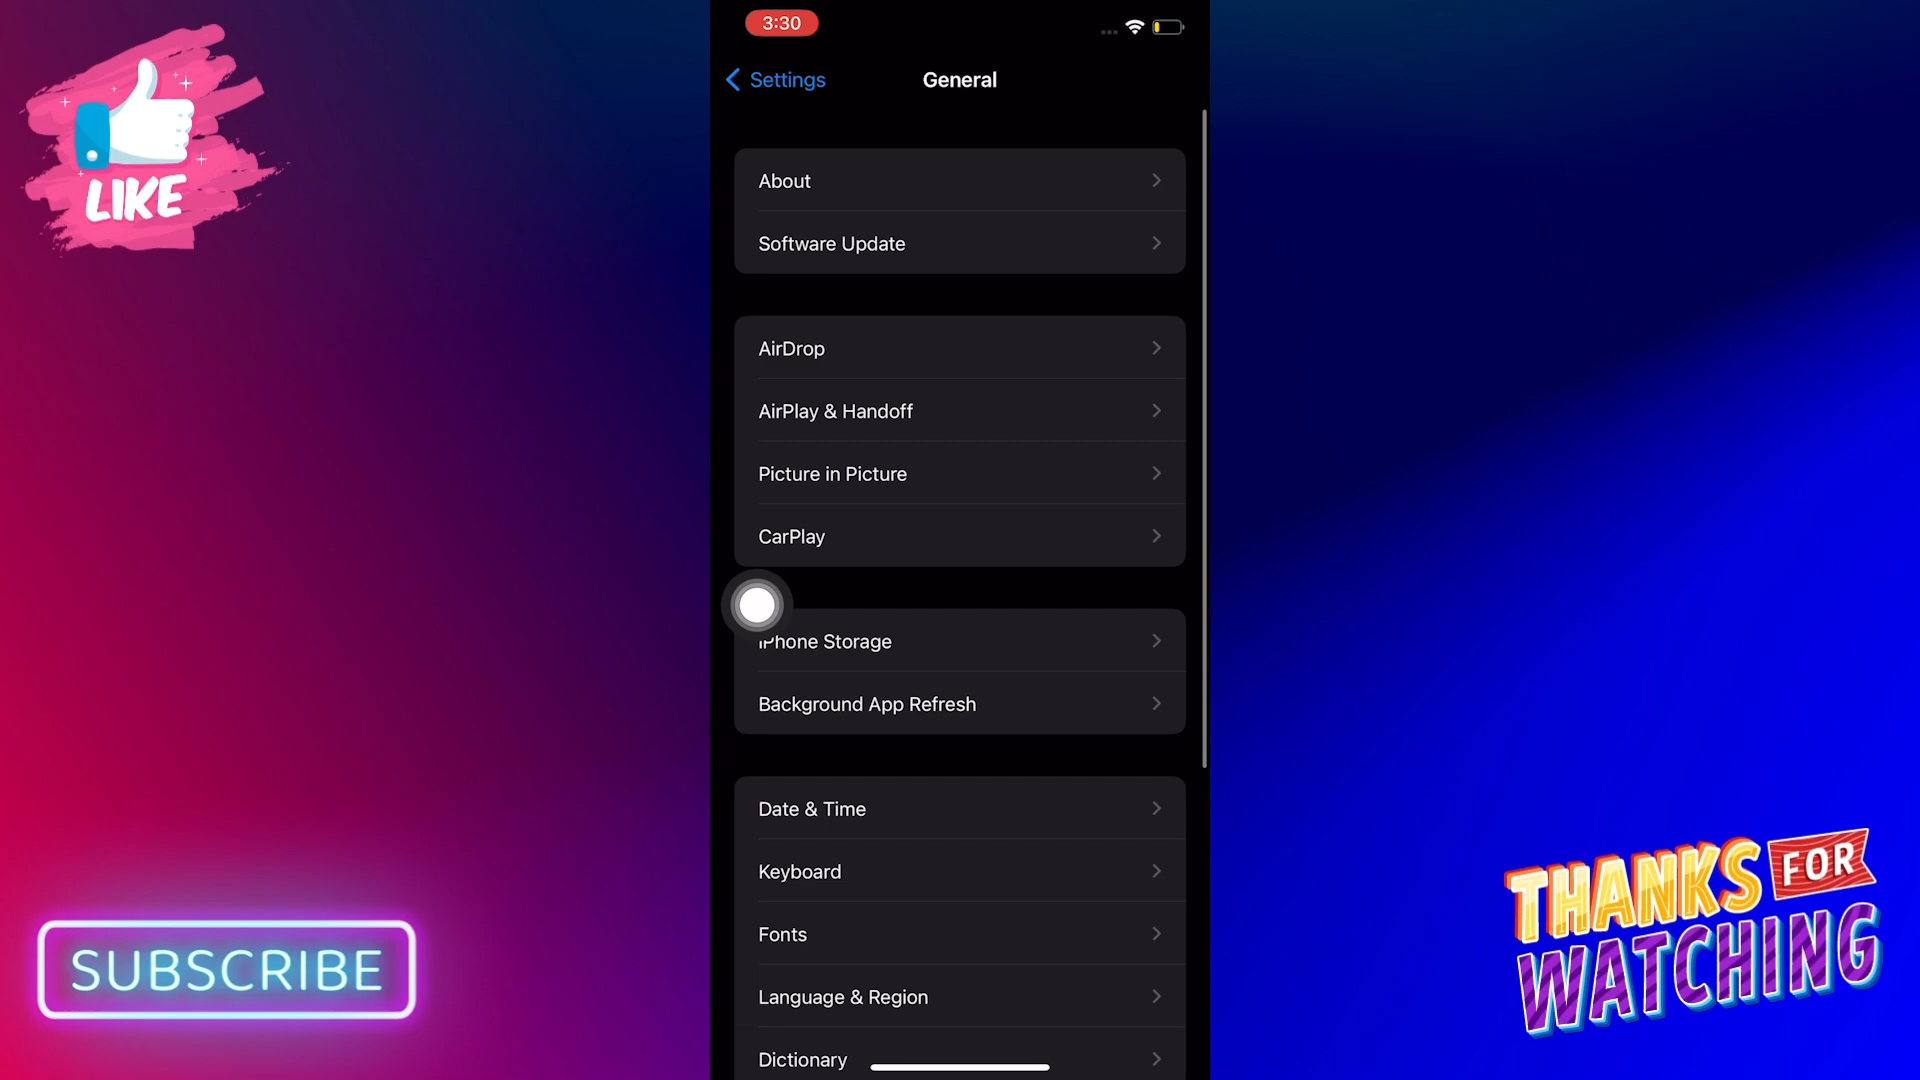 3:30
Settings
General
About
Software Update
AirDrop
AirPlay & Handoff
Picture in Picture
CarPlay
iPhone Storage
Background App Refresh
Date & Time
Keyboard
Fonts
Language & Region
Dictionary
LIKE
SUBSCRIBE
THANKS FOR
WATCHING